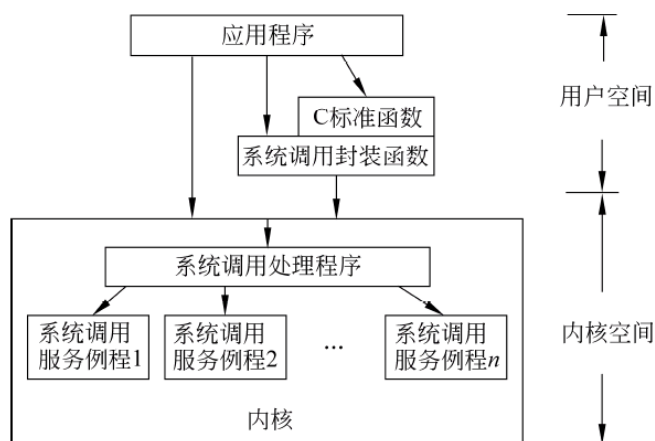 应用程序
用户空间
C标准函数
系统调用封装函数
系统调用处理程序
系统调用
服务例程1
系统调用
服务例程2
...
系统调用
服务例程n
内核空间
内核